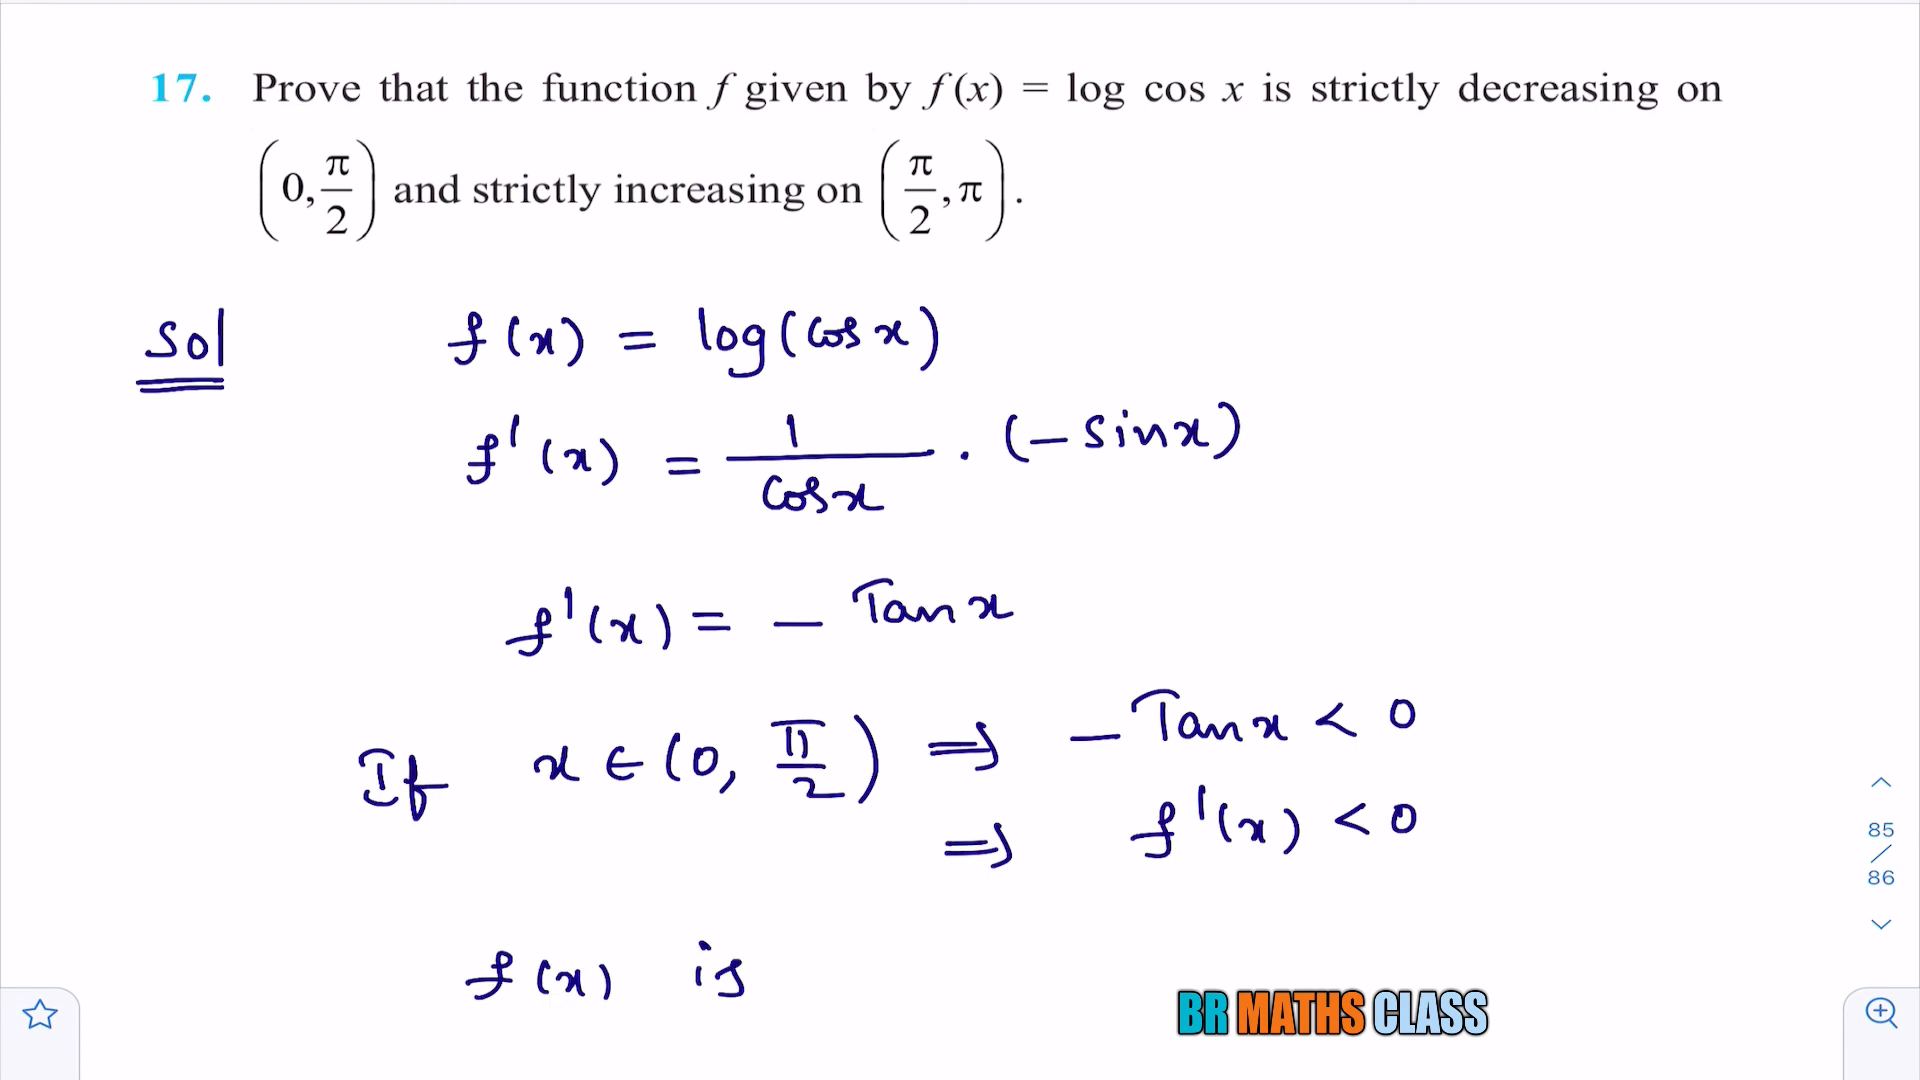 17. Prove that the function f given by f(x) = log cos x is strictly decreasing on
(0, π/2) and strictly increasing on (π/2, π).
Sol f(x) = log(cos x)
f'(x) = 1/cos x · (−sin x)
f'(x) = − Tan x
If x ∈ (0, π/2) ⇒ − Tan x < 0
⇒ f'(x) < 0
f(x) is
85
/
86
BR MATHS CLASS